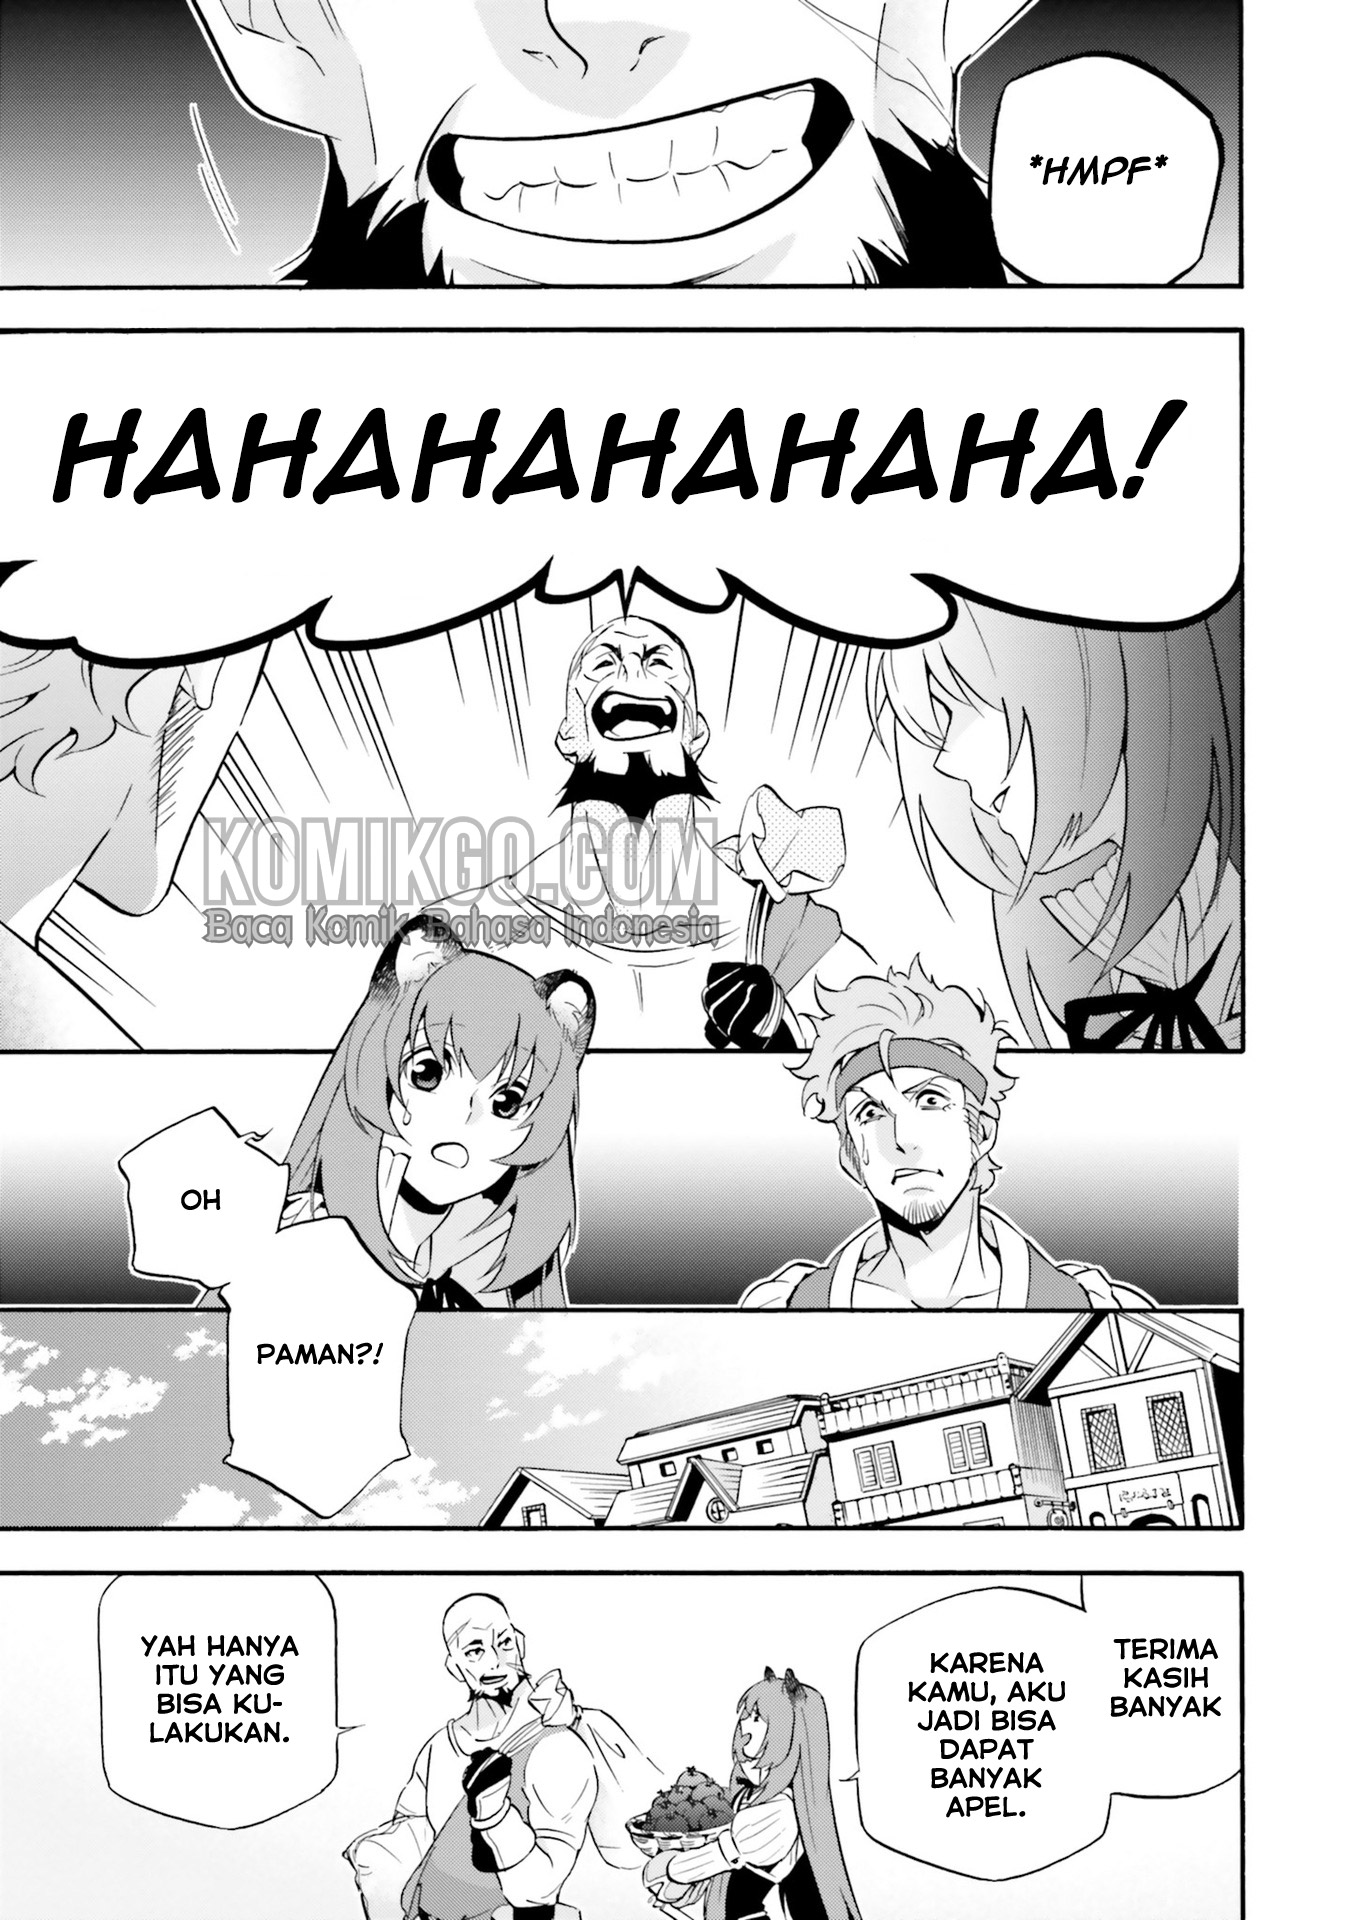 *HMPF*
HAHAHAHAHAHA!
KOMIKGO.COM
Baca Komik Bahasa Indonesia
OH
PAMAN?!
TERIMA
KASIH
BANYAK
KARENA
KAMU, AKU
JADI BISA
DAPAT
BANYAK
APEL.
YAH HANYA
ITU YANG
BISA KU-
LAKUKAN.